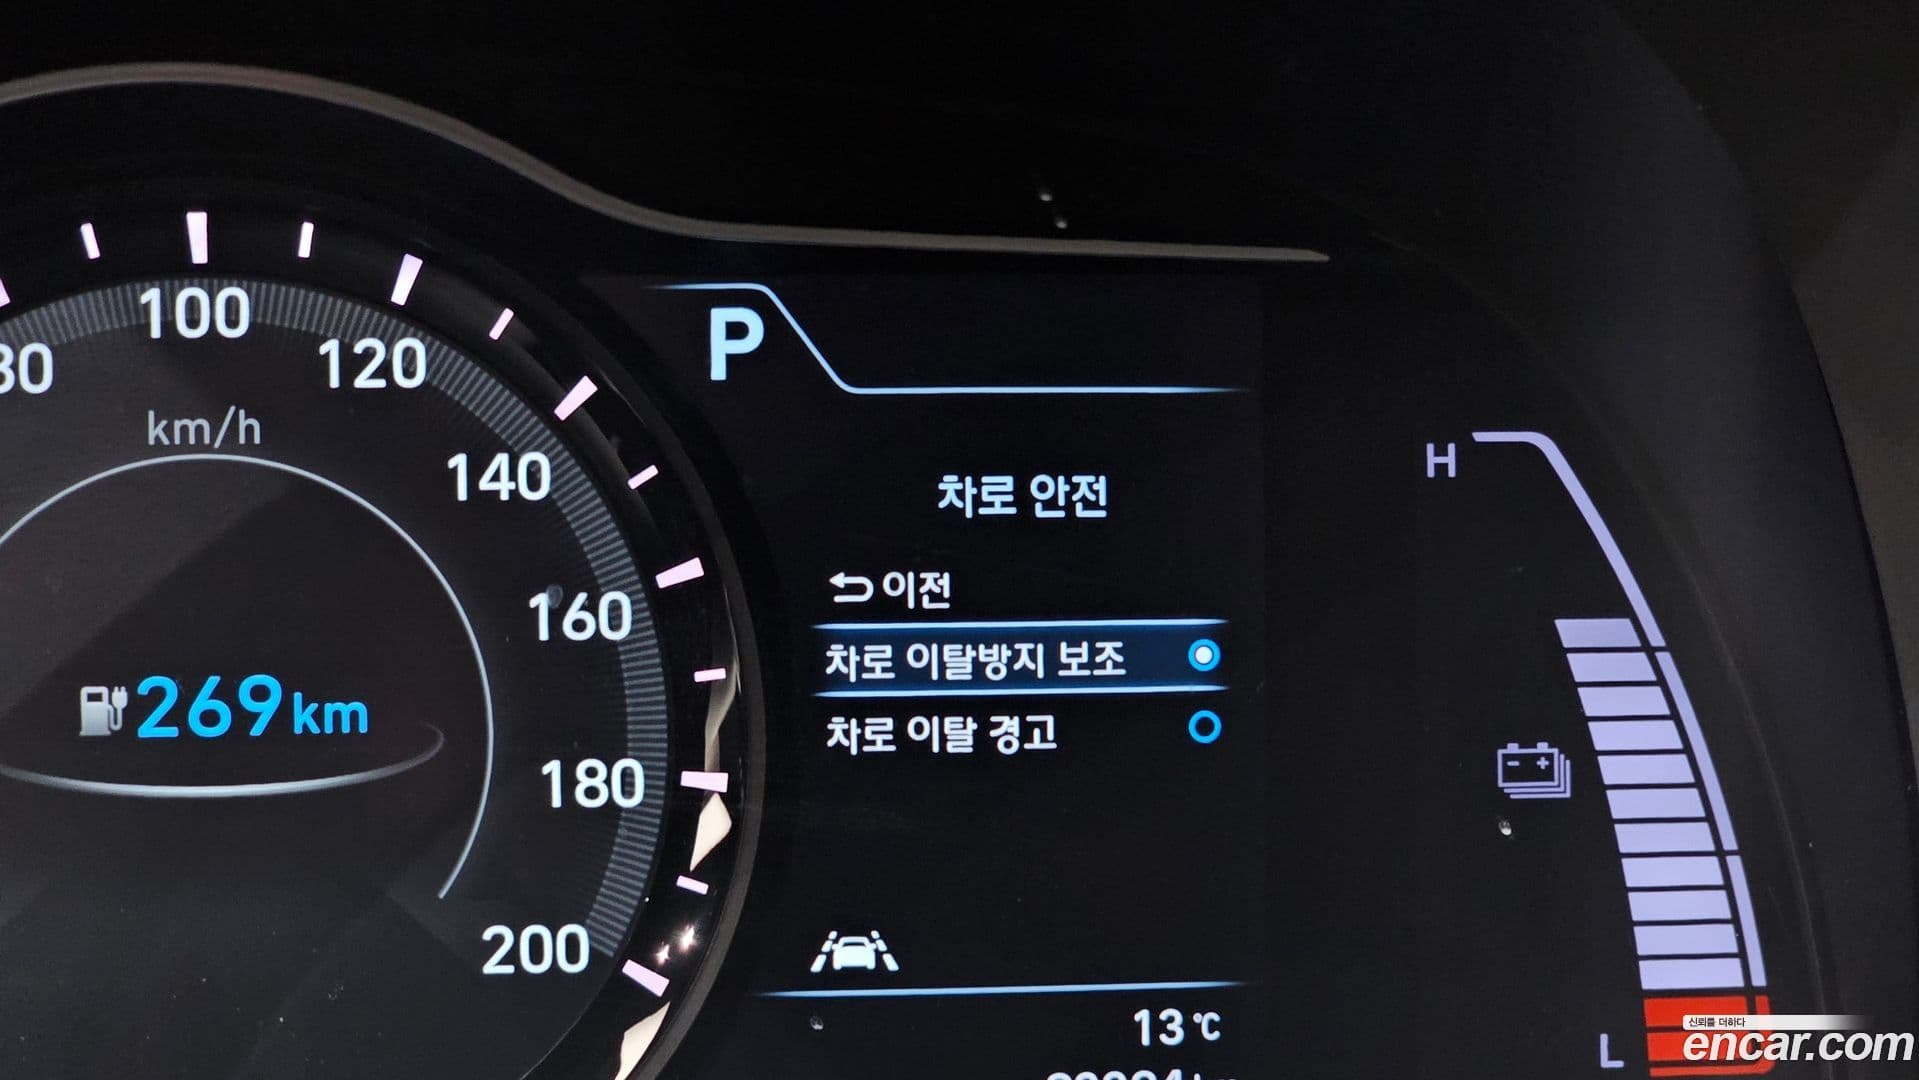 100
120
km/h
140
160
180
200
269km
P
차로 안전
이전
차로 이탈방지 보조
차로 이탈 경고
13℃
H
L
신뢰를 더하다
encar.com